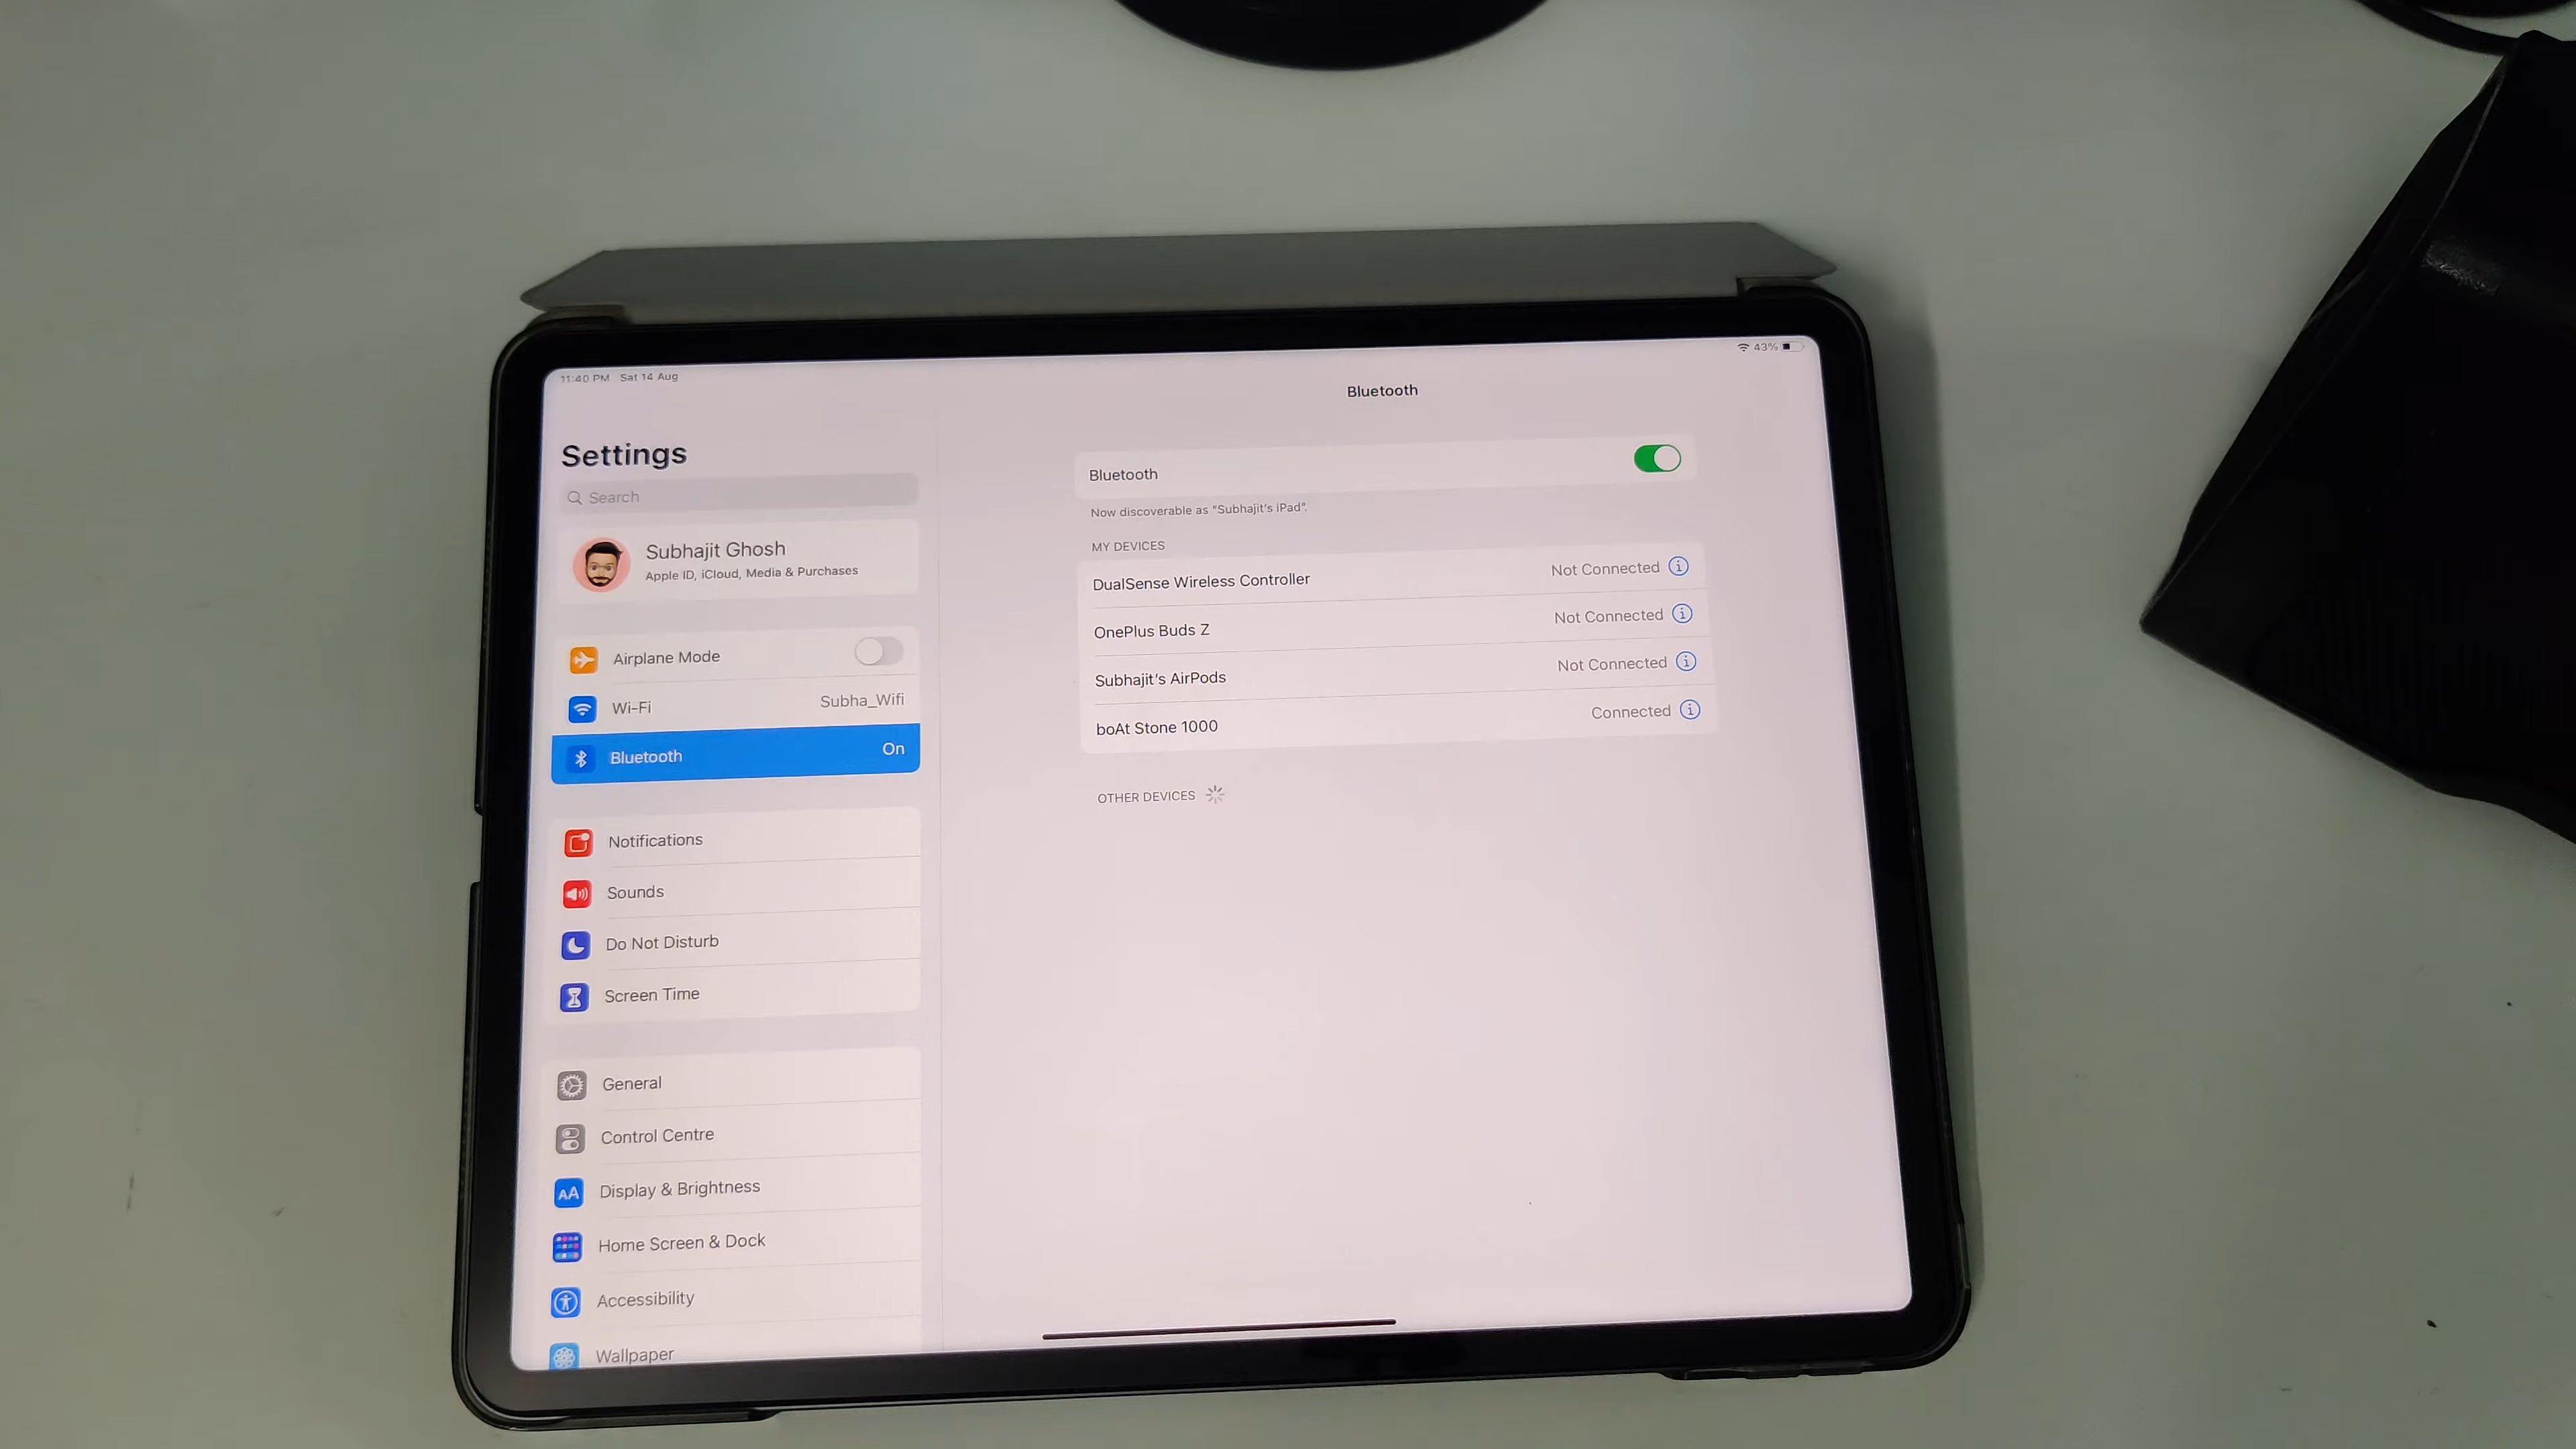 11:40 PM Sat 14 Aug
43%
Settings
Search
Subhajit Ghosh
Apple ID, iCloud, Media & Purchases
Airplane Mode
Wi-Fi Subha_Wifi
Bluetooth On
Notifications
Sounds
Do Not Disturb
Screen Time
General
Control Centre
AA Display & Brightness
Home Screen & Dock
Accessibility
Wallpaper
Bluetooth
Bluetooth
Now discoverable as “Subhajit’s iPad”.
MY DEVICES
DualSense Wireless Controller Not Connected
OnePlus Buds Z Not Connected
Subhajit’s AirPods Not Connected
boAt Stone 1000 Connected
OTHER DEVICES